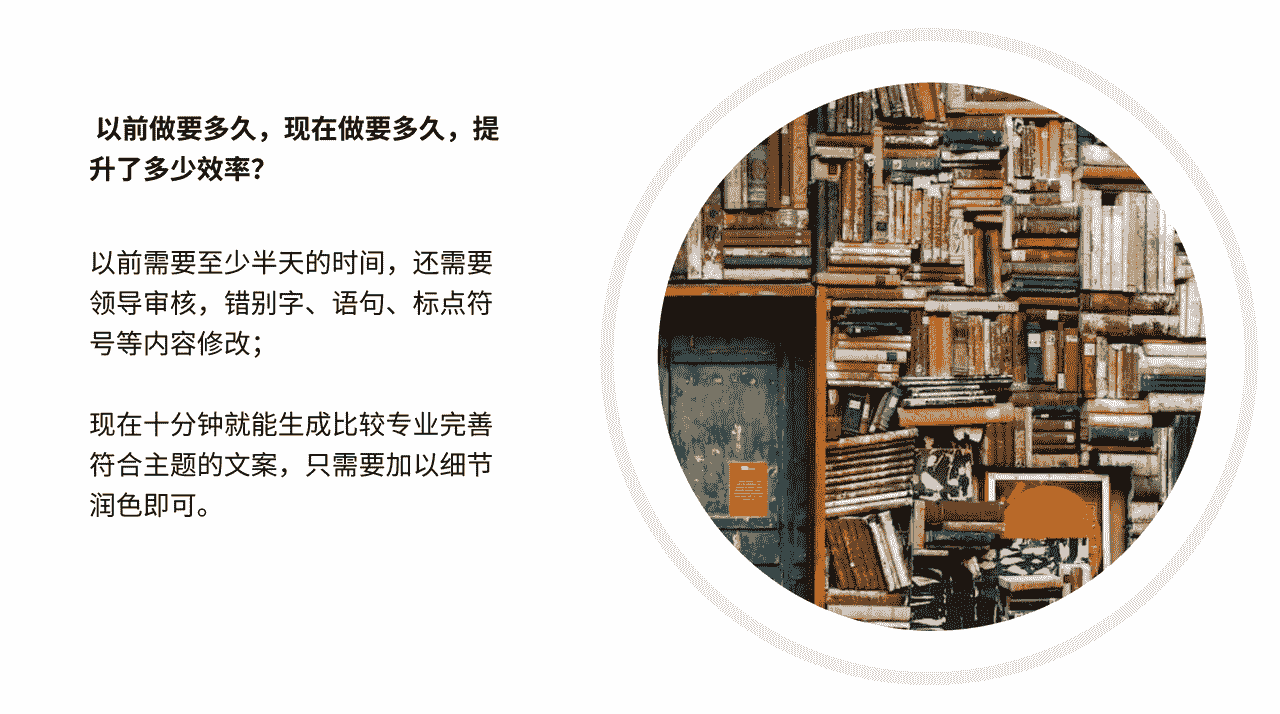 以前做要多久，现在做要多久，提
升了多少效率？
以前需要至少半天的时间，还需要
领导审核，错别字、语句、标点符
号等内容修改；
现在十分钟就能生成比较专业完善
符合主题的文案，只需要加以细节
润色即可。